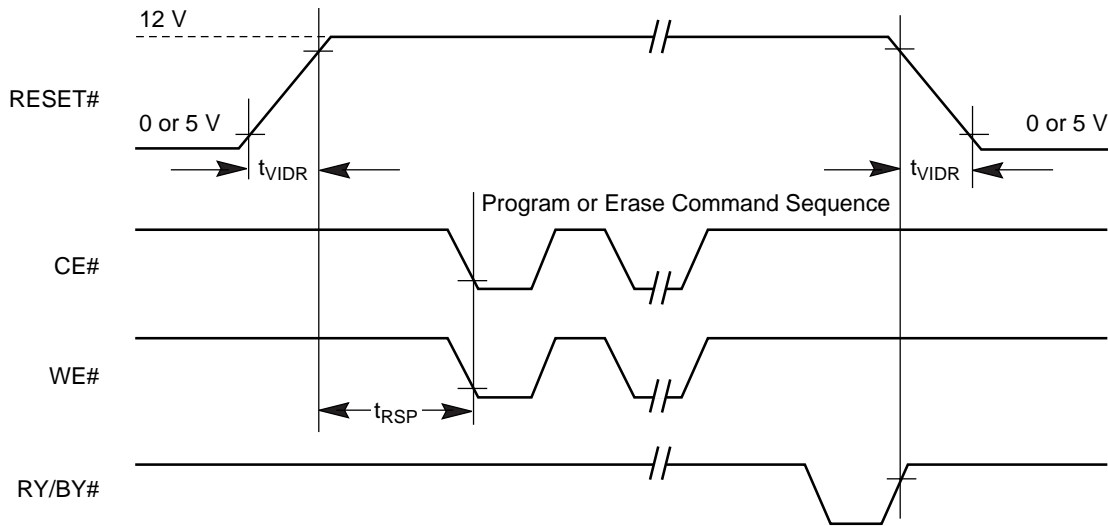 12 V
RESET#
0 or 5 V
0 or 5 V
tVIDR
tVIDR
Program or Erase Command Sequence
CE#
WE#
tRSP
RY/BY#